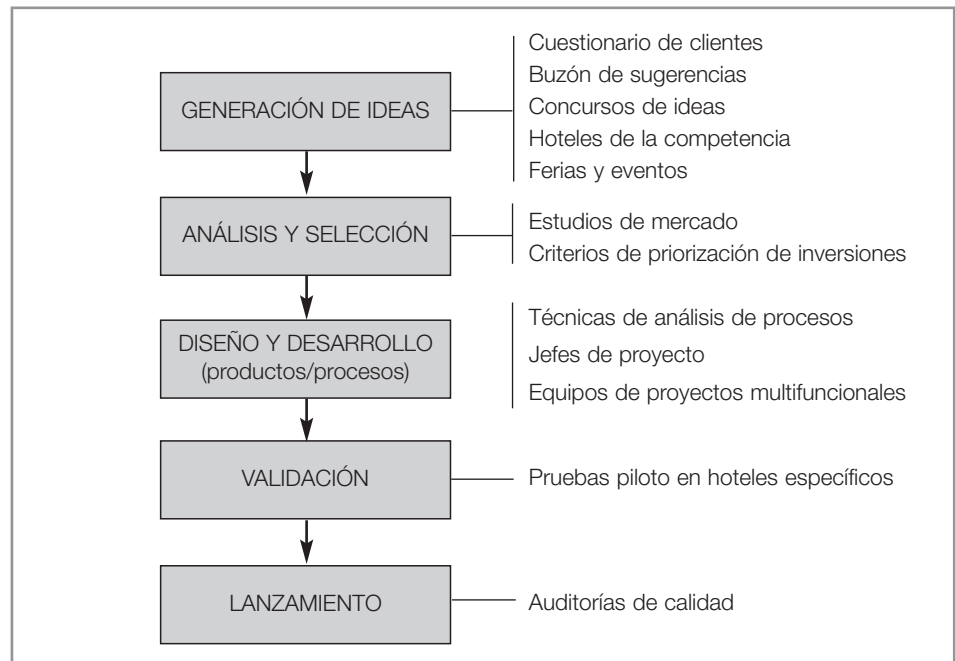 GENERACIÓN DE IDEAS
Cuestionario de clientes
Buzón de sugerencias
Concursos de ideas
Hoteles de la competencia
Ferias y eventos
ANÁLISIS Y SELECCIÓN
Estudios de mercado
Criterios de priorización de inversiones
DISEÑO Y DESARROLLO
(productos/procesos)
Técnicas de análisis de procesos
Jefes de proyecto
Equipos de proyectos multifuncionales
VALIDACIÓN
Pruebas piloto en hoteles específicos
LANZAMIENTO
Auditorías de calidad